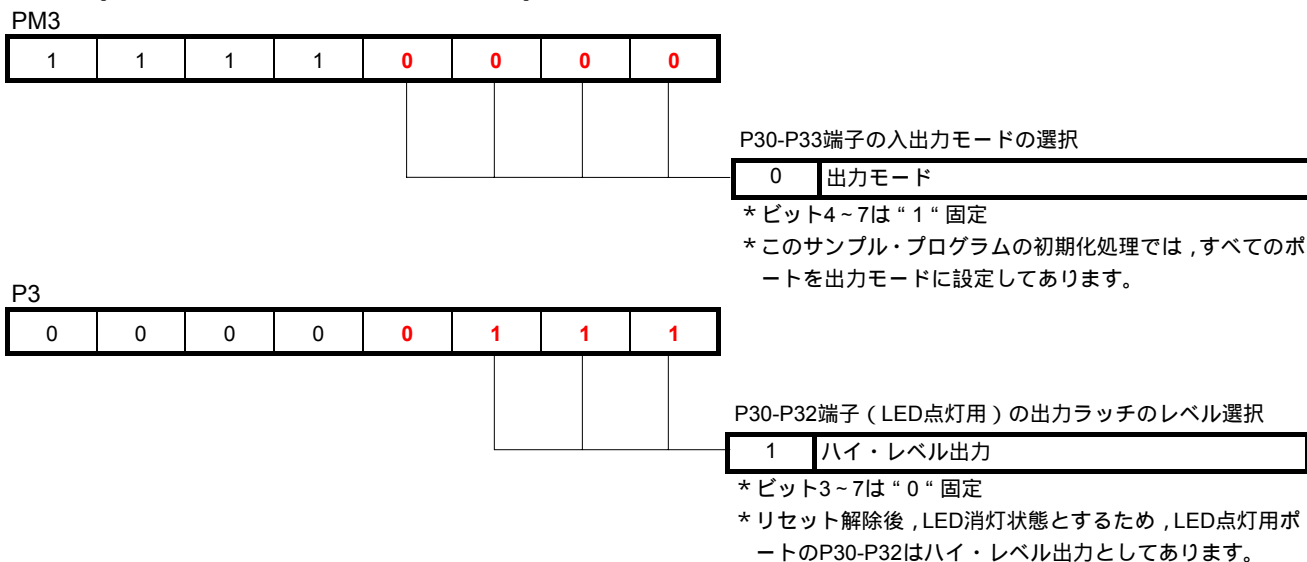 PM3
1 1 1 1 0 0 0 0
P30-P33端子の入出力モードの選択
0 出力モード
*ビット4~7は“1“固定
*このサンプル・プログラムの初期化処理では,すべてのポ
ートを出力モードに設定してあります。
P3
0 0 0 0 0 1 1 1
P30-P32端子(LED点灯用)の出力ラッチのレベル選択
1 ハイ・レベル出力
*ビット3~7は“0“固定
*リセット解除後,LED消灯状態とするため,LED点灯用ポ
ートのP30-P32はハイ・レベル出力としてあります。